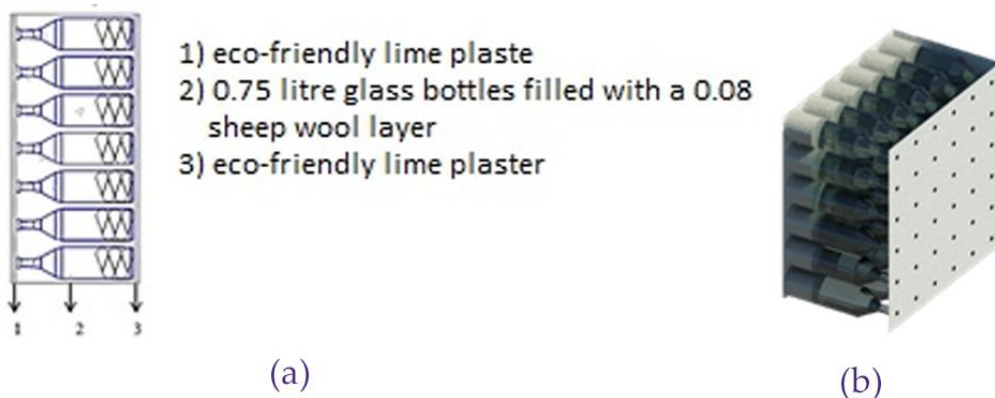 1) eco-friendly lime plaste
2) 0.75 litre glass bottles filled with a 0.08
sheep wool layer
3) eco-friendly lime plaster
1 2 3
(a)
(b)